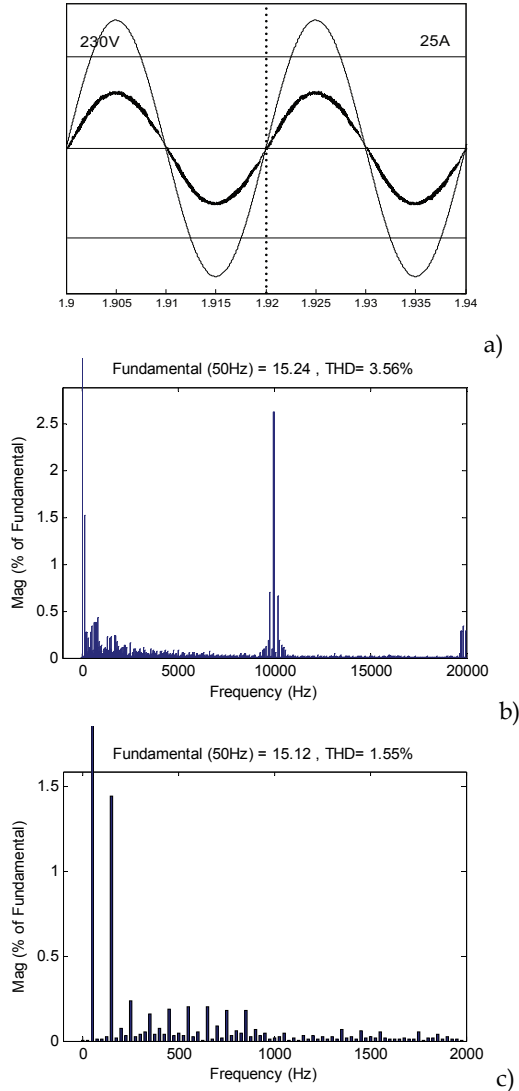 230V 25A
1.9 1.905 1.91 1.915 1.92 1.925 1.93 1.935 1.94
a)
Fundamental (50Hz) = 15.24 , THD= 3.56%
Mag (% of Fundamental)
2.5
2
1.5
1
0.5
0
0 5000 10000 15000 20000
Frequency (Hz)
b)
Fundamental (50Hz) = 15.12 , THD= 1.55%
Mag (% of Fundamental)
1.5
1
0.5
0
0 500 1000 1500 2000
Frequency (Hz)
c)